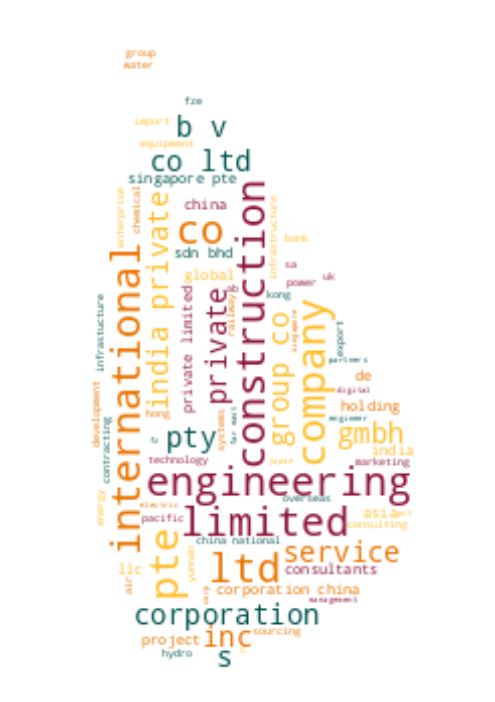 group
water
fze
import
b v
equipment
co ltd
singapore pte
enterprise
chemical
india private
china
construction
infrastructure
co
bank
sdn bhd
sa
global
power
uk
international
private limited
private
ab
railway
kong
group co
singapore
company
export
infrastucture
partners
de
digital
development
hong
systems
far east
holding
engineer
contracting
pty
gmbh
india
technology
japan
marketing
engineering
energy
electric
overseas
pacific
limited
asia
consulting
china national
pte
yunnan
ltd
service
llc
air
consultants
corp
corporation china
management
corporation
project
inc
sourcing
hydro
s